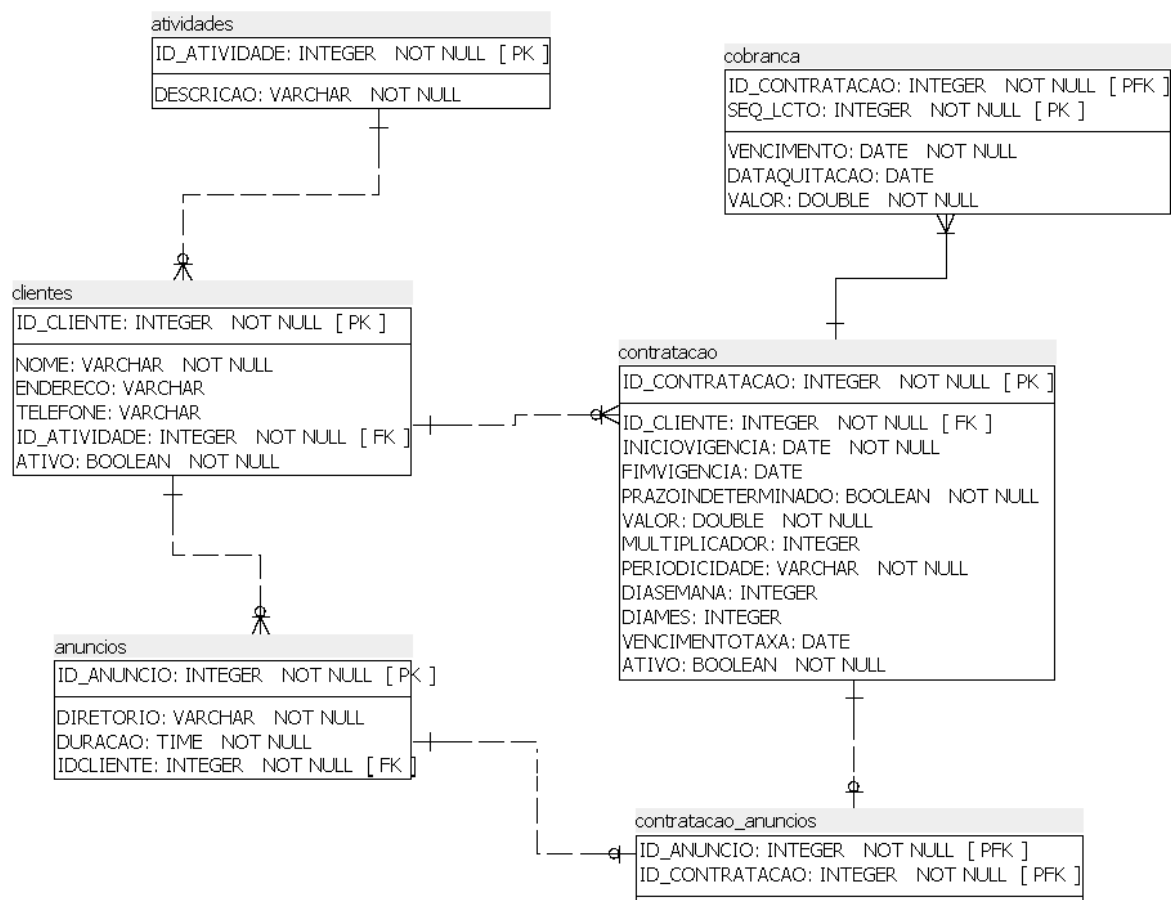 atividades
ID_ATIVIDADE: INTEGER NOT NULL [ PK ]
DESCRICAO: VARCHAR NOT NULL
cobranca
ID_CONTRATACAO: INTEGER NOT NULL [ PFK ]
SEQ_LCTO: INTEGER NOT NULL [ PK ]
VENCIMENTO: DATE NOT NULL
DATAQUITACAO: DATE
VALOR: DOUBLE NOT NULL
clientes
ID_CLIENTE: INTEGER NOT NULL [ PK ]
NOME: VARCHAR NOT NULL
ENDERECO: VARCHAR
TELEFONE: VARCHAR
ID_ATIVIDADE: INTEGER NOT NULL [ FK ]
ATIVO: BOOLEAN NOT NULL
contratacao
ID_CONTRATACAO: INTEGER NOT NULL [ PK ]
ID_CLIENTE: INTEGER NOT NULL [ FK ]
INICIOVIGENCIA: DATE NOT NULL
FIMVIGENCIA: DATE
PRAZOINDETERMINADO: BOOLEAN NOT NULL
VALOR: DOUBLE NOT NULL
MULTIPLICADOR: INTEGER
PERIODICIDADE: VARCHAR NOT NULL
DIASEMANA: INTEGER
DIAMES: INTEGER
VENCIMENTOTAXA: DATE
ATIVO: BOOLEAN NOT NULL
anuncios
ID_ANUNCIO: INTEGER NOT NULL [ PK ]
DIRETORIO: VARCHAR NOT NULL
DURACAO: TIME NOT NULL
IDCLIENTE: INTEGER NOT NULL [ FK ]
contratacao_anuncios
ID_ANUNCIO: INTEGER NOT NULL [ PFK ]
ID_CONTRATACAO: INTEGER NOT NULL [ PFK ]